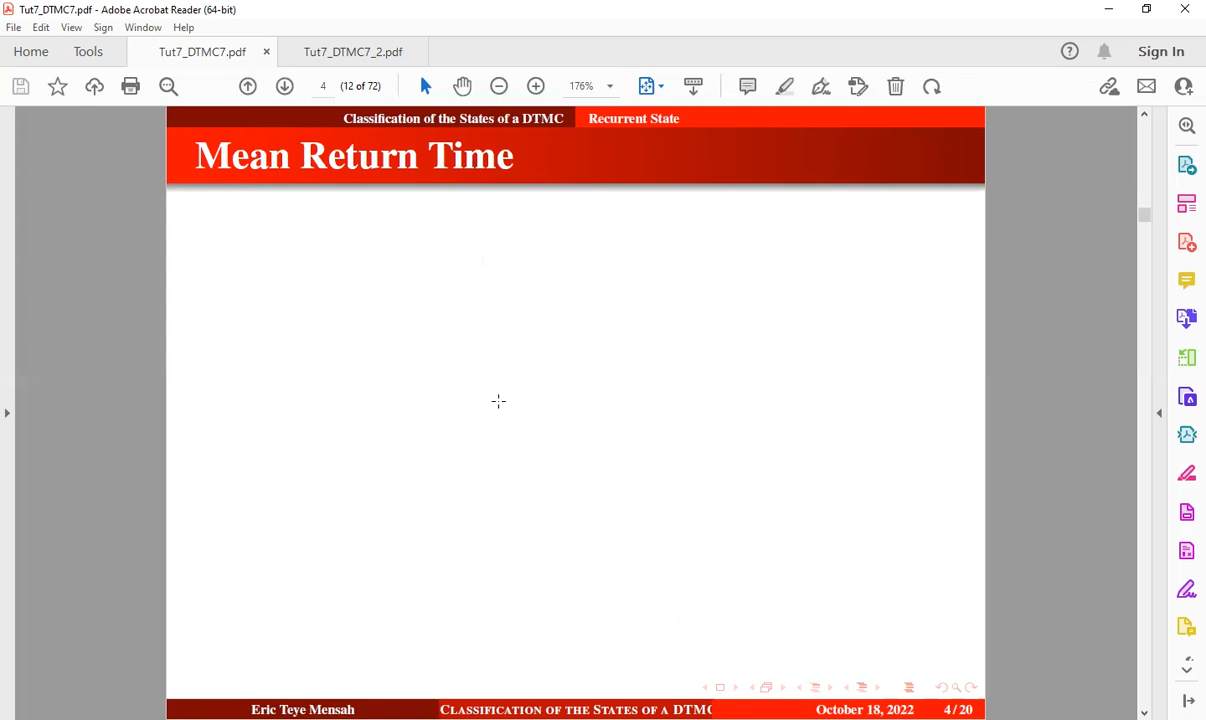 Tut7_DTMC7.pdf - Adobe Acrobat Reader (64-bit)
File Edit View Sign Window Help
Home Tools Tut7_DTMC7.pdf × Tut7_DTMC7_2.pdf Sign In
4 (12 of 72) 176%
Classification of the States of a DTMC Recurrent State
Mean Return Time
Eric Teye Mensah CLASSIFICATION OF THE STATES OF A DTMC October 18, 2022 4 / 20